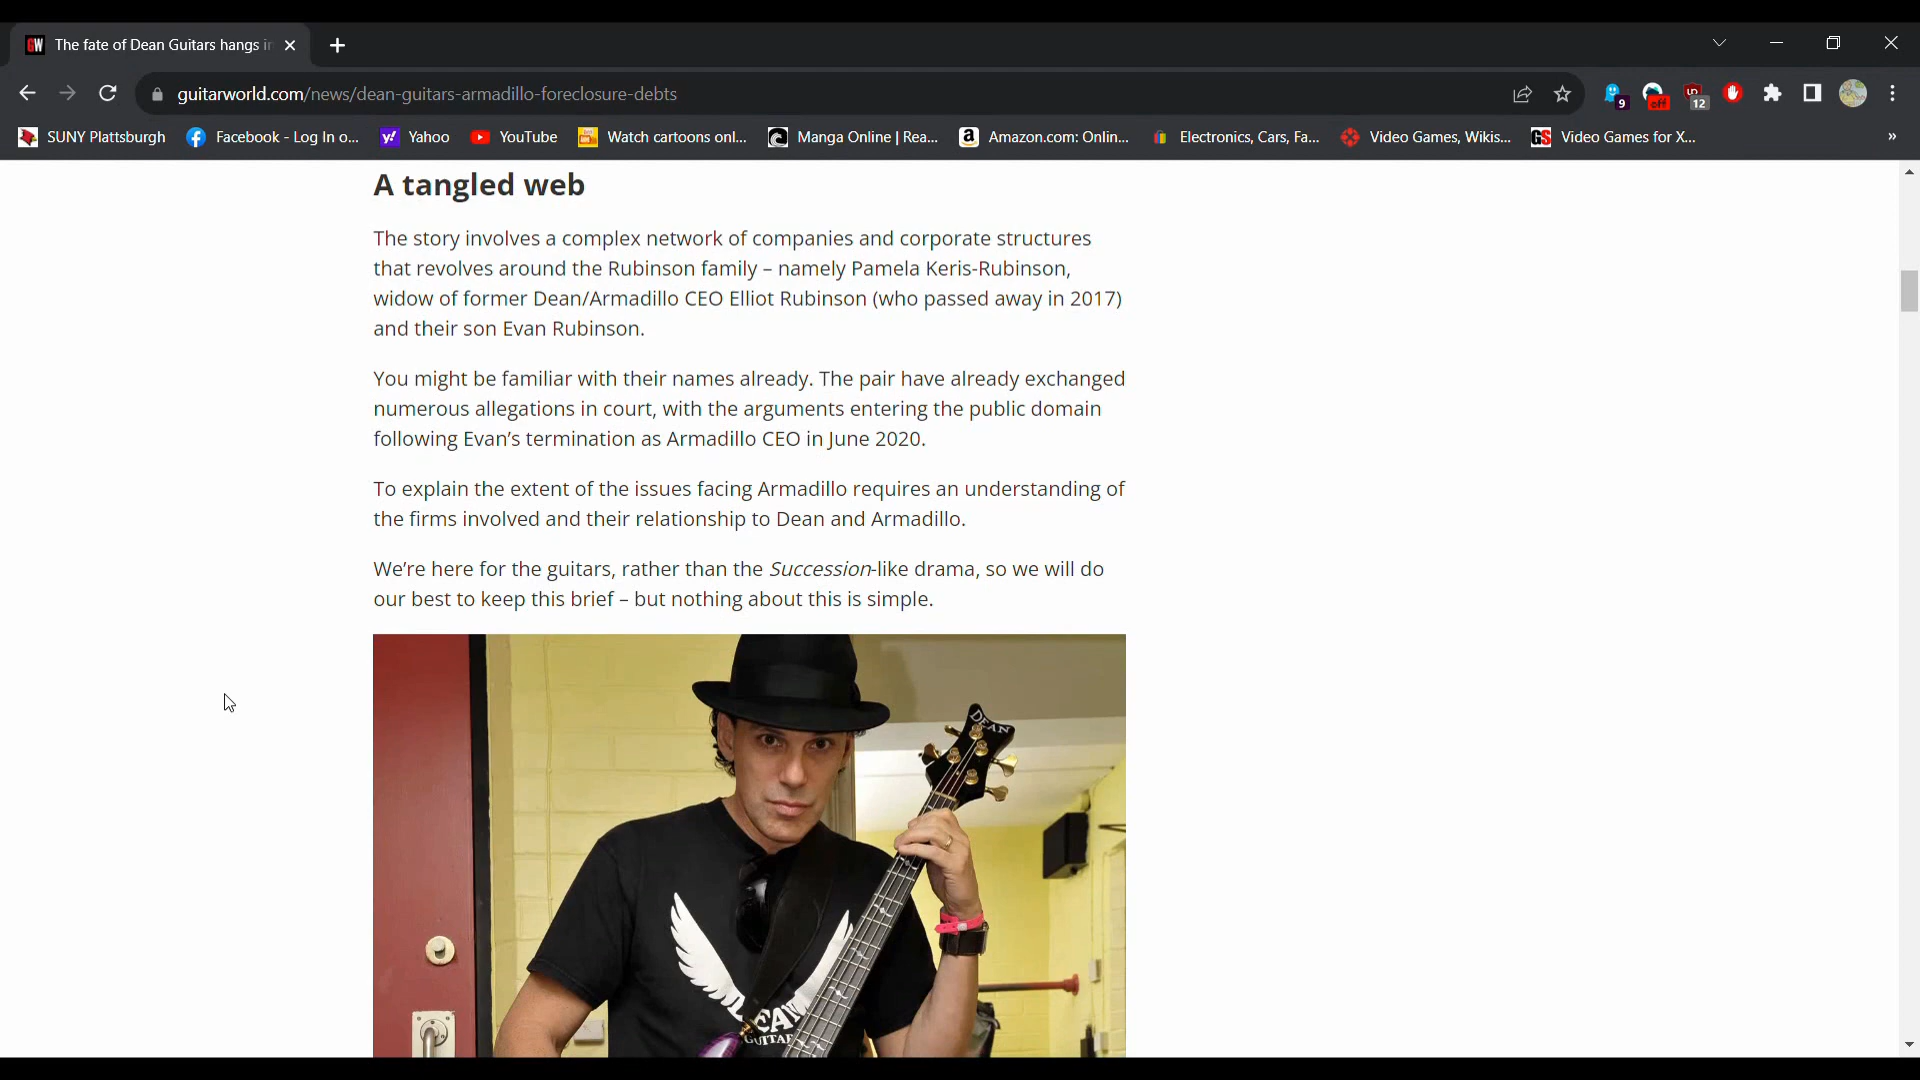 The fate of Dean Guitars hangs i
guitarworld.com/news/dean-guitars-armadillo-foreclosure-debts
9
off
12
SUNY Plattsburgh
Facebook - Log In o...
Yahoo
YouTube
Watch cartoons onl...
Manga Online | Rea...
Amazon.com: Onlin...
Electronics, Cars, Fa...
Video Games, Wikis...
GS
Video Games for X...
»
A tangled web
The story involves a complex network of companies and corporate structures
that revolves around the Rubinson family – namely Pamela Keris-Rubinson,
widow of former Dean/Armadillo CEO Elliot Rubinson (who passed away in 2017)
and their son Evan Rubinson.
You might be familiar with their names already. The pair have already exchanged
numerous allegations in court, with the arguments entering the public domain
following Evan’s termination as Armadillo CEO in June 2020.
To explain the extent of the issues facing Armadillo requires an understanding of
the firms involved and their relationship to Dean and Armadillo.
We’re here for the guitars, rather than the Succession-like drama, so we will do
our best to keep this brief – but nothing about this is simple.
DEAN
DEAN
GUITAR